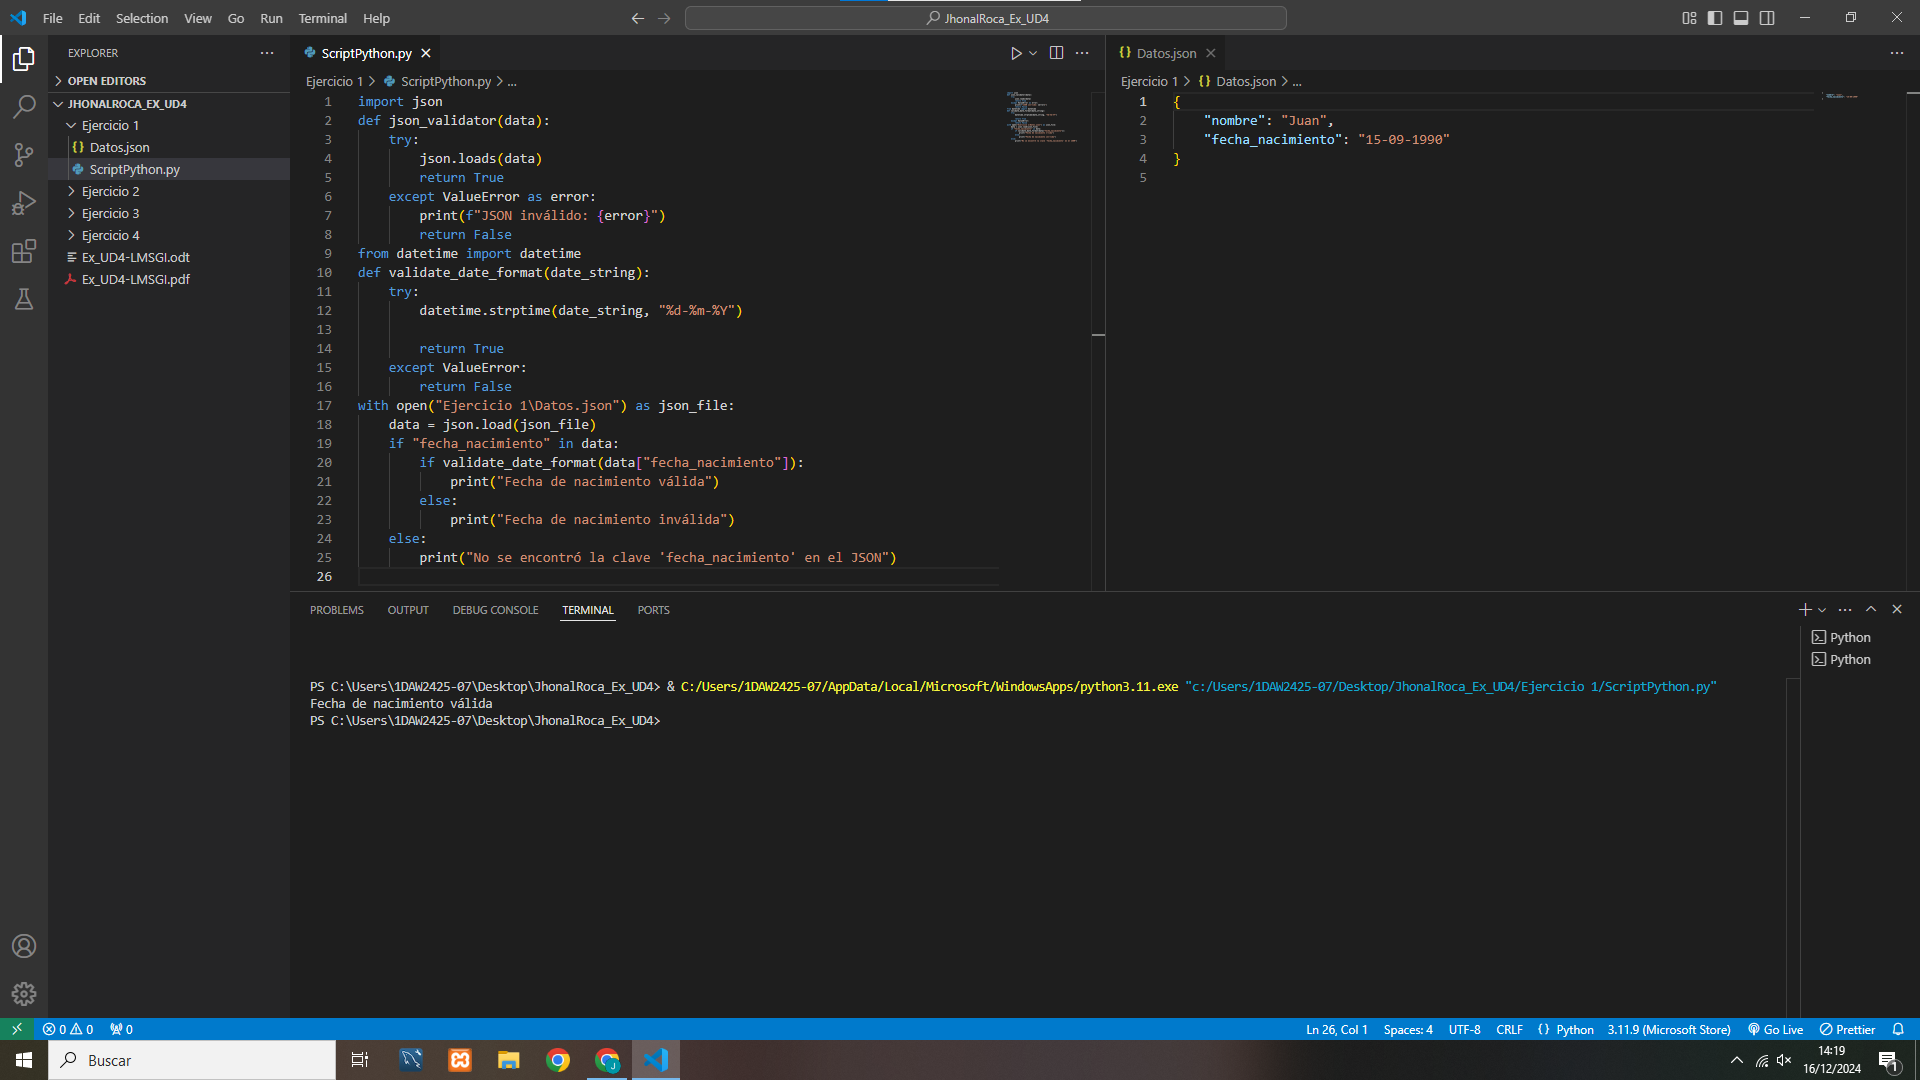 File Edit Selection View Go Run Terminal Help
JhonalRoca_Ex_UD4
EXPLORER
OPEN EDITORS
JHONALROCA_EX_UD4
Ejercicio 1
Datos.json
ScriptPython.py
Ejercicio 2
Ejercicio 3
Ejercicio 4
Ex_UD4-LMSGI.odt
Ex_UD4-LMSGI.pdf
ScriptPython.py
Ejercicio 1 > ScriptPython.py > ...
1 import json
2 def json_validator(data):
3 try:
4 json.loads(data)
5 return True
6 except ValueError as error:
7 print(f"JSON inválido: {error}")
8 return False
9 from datetime import datetime
10 def validate_date_format(date_string):
11 try:
12 datetime.strptime(date_string, "%d-%m-%Y")
13
14 return True
15 except ValueError:
16 return False
17 with open("Ejercicio 1\Datos.json") as json_file:
18 data = json.load(json_file)
19 if "fecha_nacimiento" in data:
20 if validate_date_format(data["fecha_nacimiento"]):
21 print("Fecha de nacimiento válida")
22 else:
23 print("Fecha de nacimiento inválida")
24 else:
25 print("No se encontró la clave 'fecha_nacimiento' en el JSON")
26
Datos.json
Ejercicio 1 > {} Datos.json > ...
1 {
2 "nombre": "Juan",
3 "fecha_nacimiento": "15-09-1990"
4 }
5
PROBLEMS OUTPUT DEBUG CONSOLE TERMINAL PORTS
PS C:\Users\1DAW2425-07\Desktop\JhonalRoca_Ex_UD4> & C:/Users/1DAW2425-07/AppData/Local/Microsoft/WindowsApps/python3.11.exe "c:/Users/1DAW2425-07/Desktop/JhonalRoca_Ex_UD4/Ejercicio 1/ScriptPython.py"
Fecha de nacimiento válida
PS C:\Users\1DAW2425-07\Desktop\JhonalRoca_Ex_UD4>
Python
Python
0 0 0
Ln 26, Col 1 Spaces: 4 UTF-8 CRLF {} Python 3.11.9 (Microsoft Store) Go Live Prettier
Buscar
14:19
16/12/2024
1